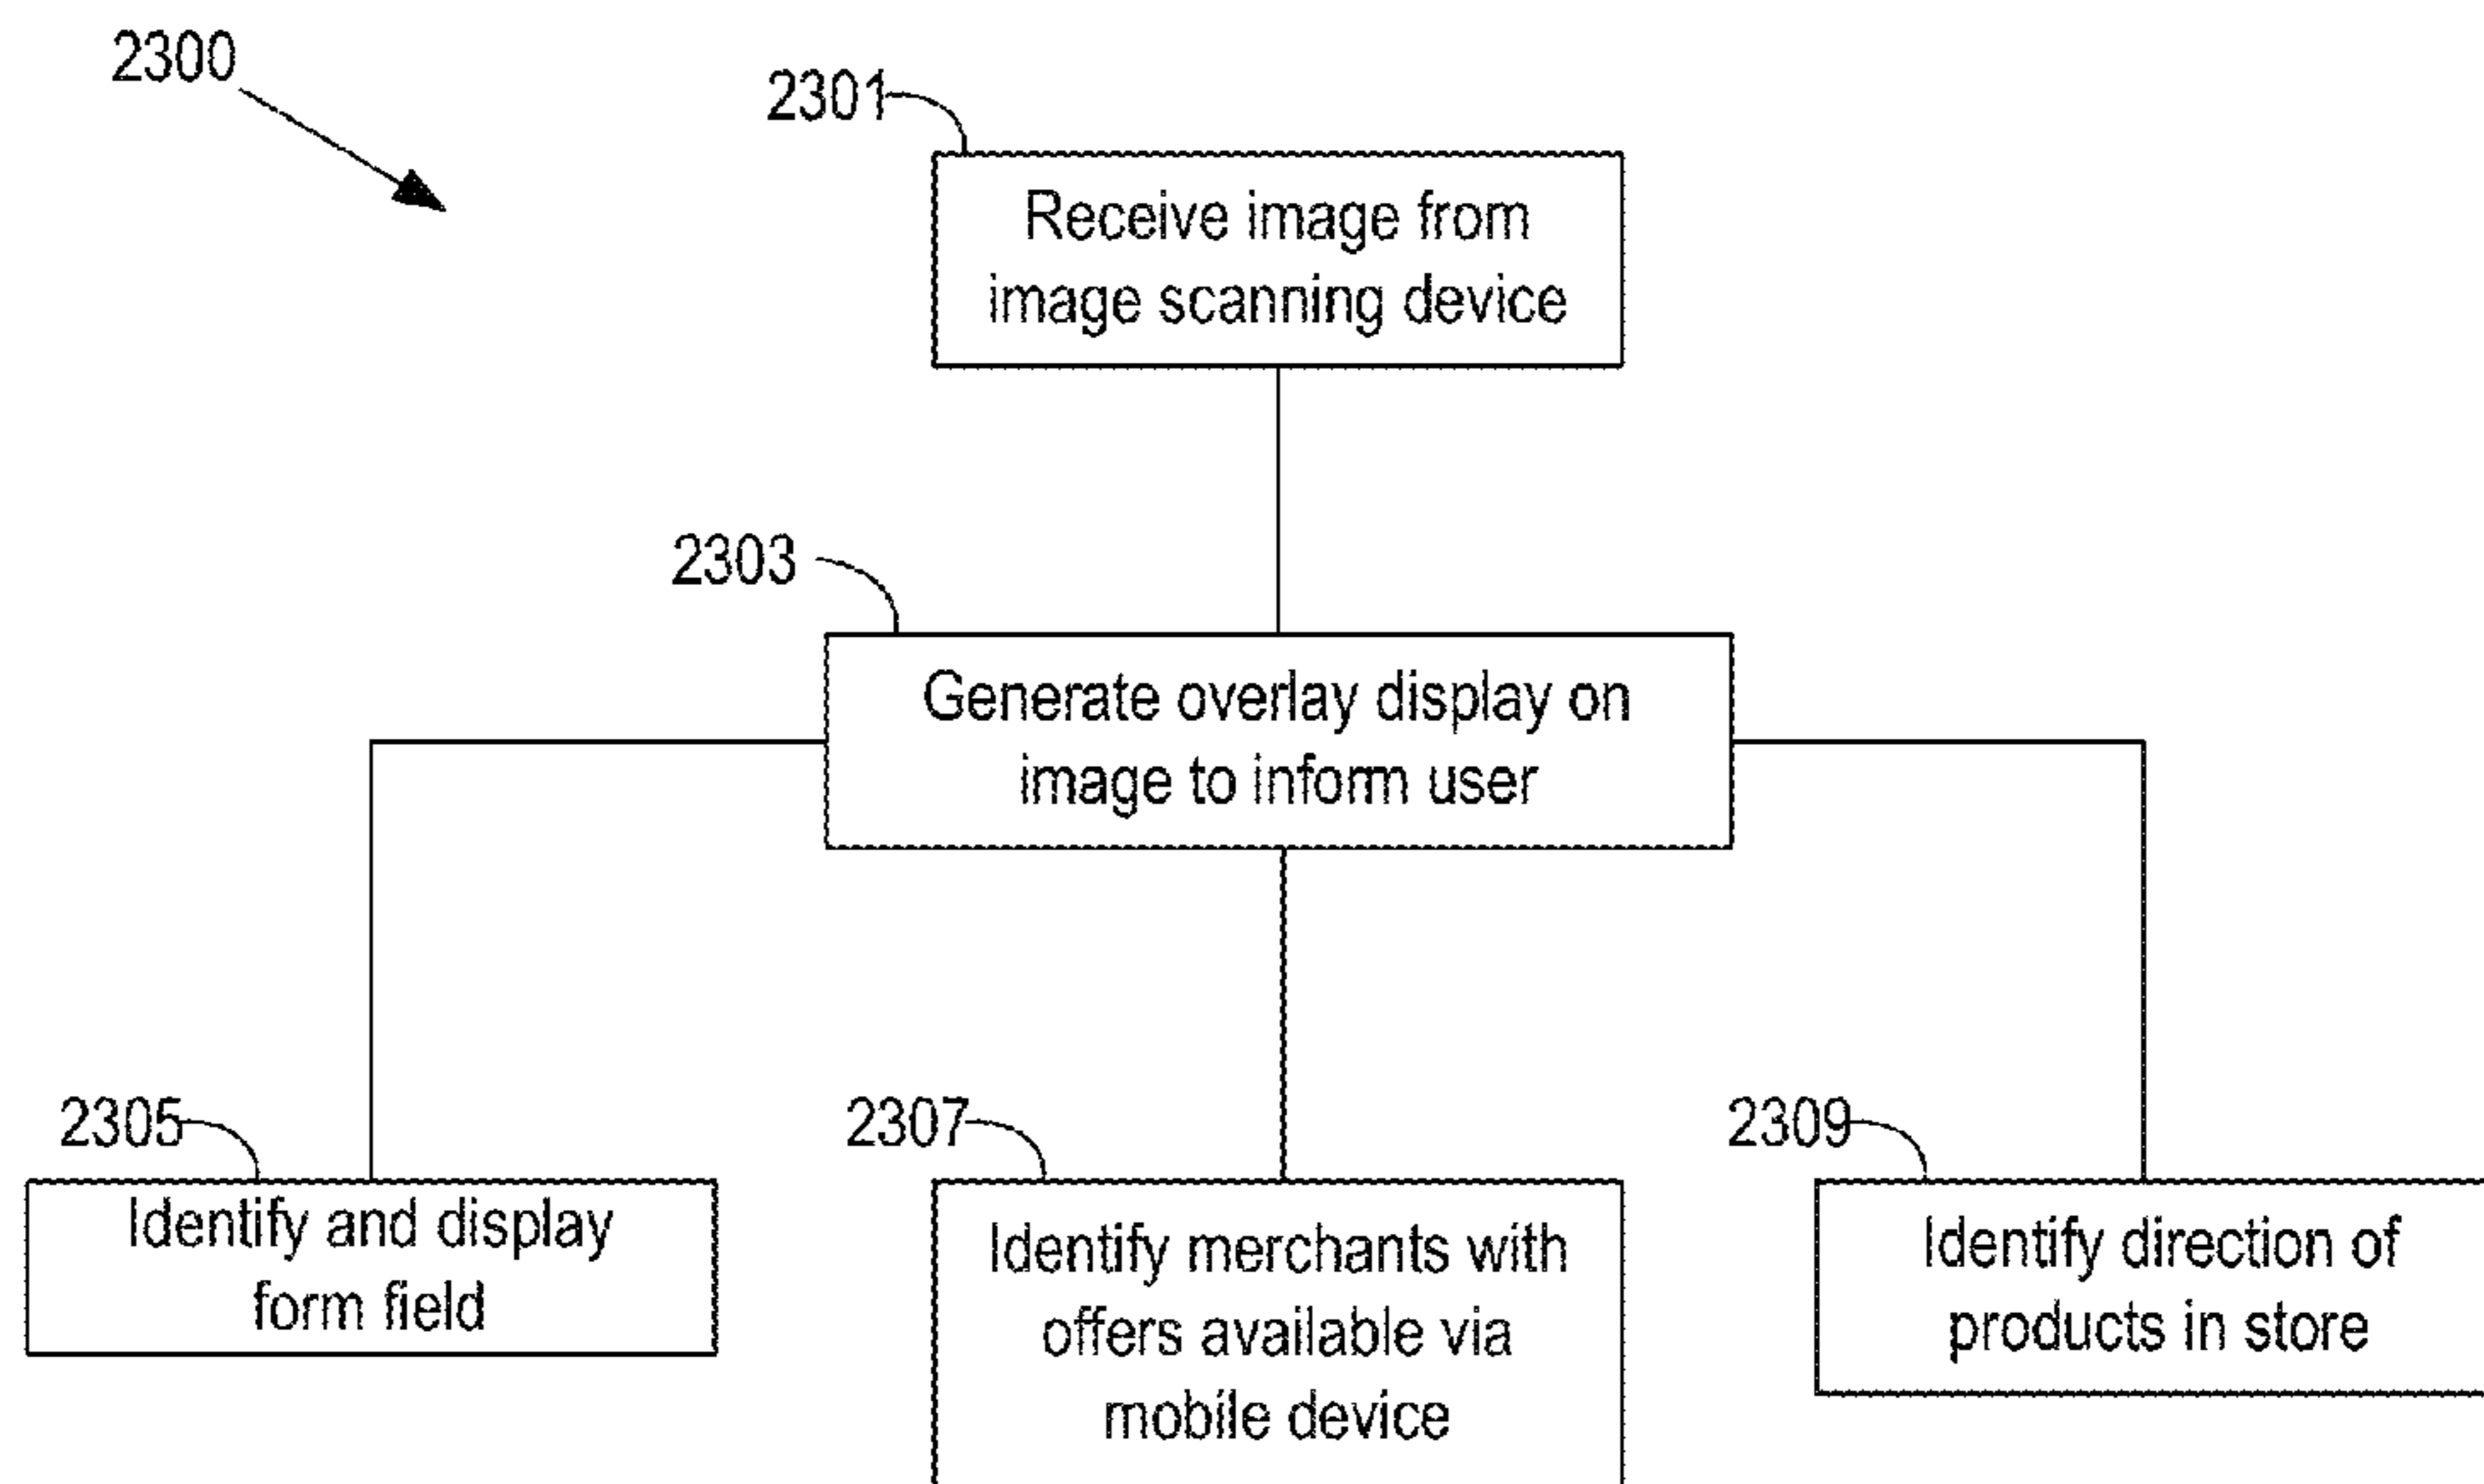 2300
2301
Receive image from
image scanning device
2303
Generate overlay display on
image to inform user
2305
Identify and display
form field
2307
Identify merchants with
offers available via
mobile device
2309
Identify direction of
products in store